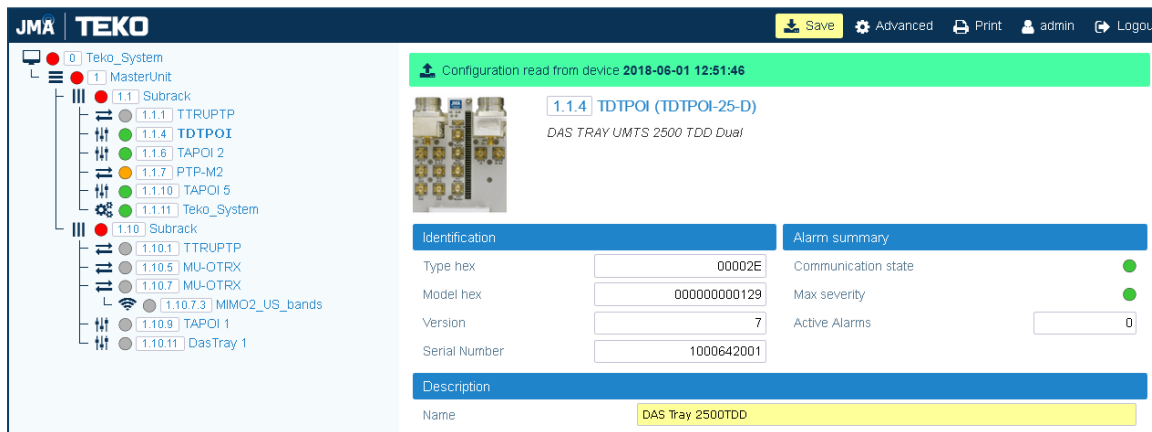 JMA TEKO Save Advanced Print admin Logou
0 Teko_System
1 MasterUnit
1.1 Subrack
1.1.1 TTRUPTP
1.1.4 TDTPOI
1.1.6 TAPOI 2
1.1.7 PTP-M2
1.1.10 TAPOI 5
1.1.11 Teko_System
1.10 Subrack
1.10.1 TTRUPTP
1.10.5 MU-OTRX
1.10.7 MU-OTRX
1.10.7.3 MIMO2_US_bands
1.10.9 TAPOI 1
1.10.11 DasTray 1
Configuration read from device 2018-06-01 12:51:46
1.1.4 TDTPOI (TDTPOI-25-D)
DAS TRAY UMTS 2500 TDD Dual
Identification
Type hex 00002E
Model hex 000000000129
Version 7
Serial Number 1000642001
Alarm summary
Communication state
Max severity
Active Alarms 0
Description
Name DAS Tray 2500TDD